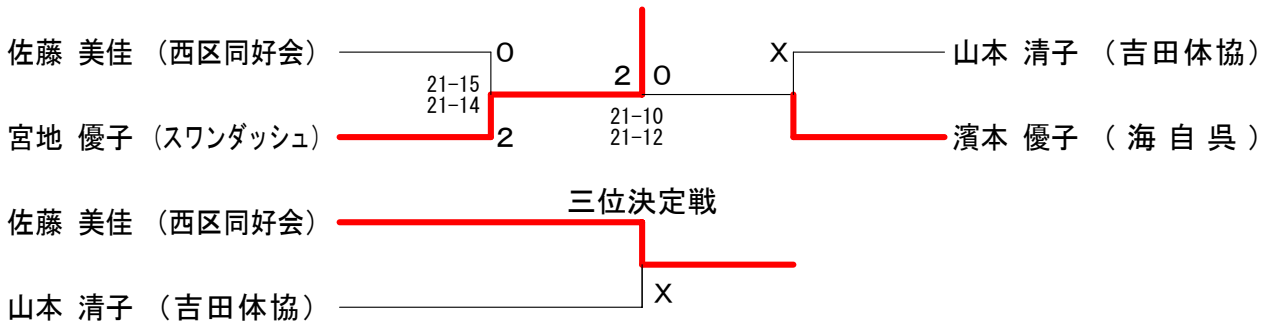 佐藤 美佳 （西区同好会） 0 X 山本 清子 （吉田体協）
21-15 2 0
21-14 21-10
宮地 優子 （スワンダッシュ） 2 21-12 濱本 優子 （ 海 自 呉 ）
三位決定戦
佐藤 美佳 （西区同好会）
X
山本 清子 （吉田体協）